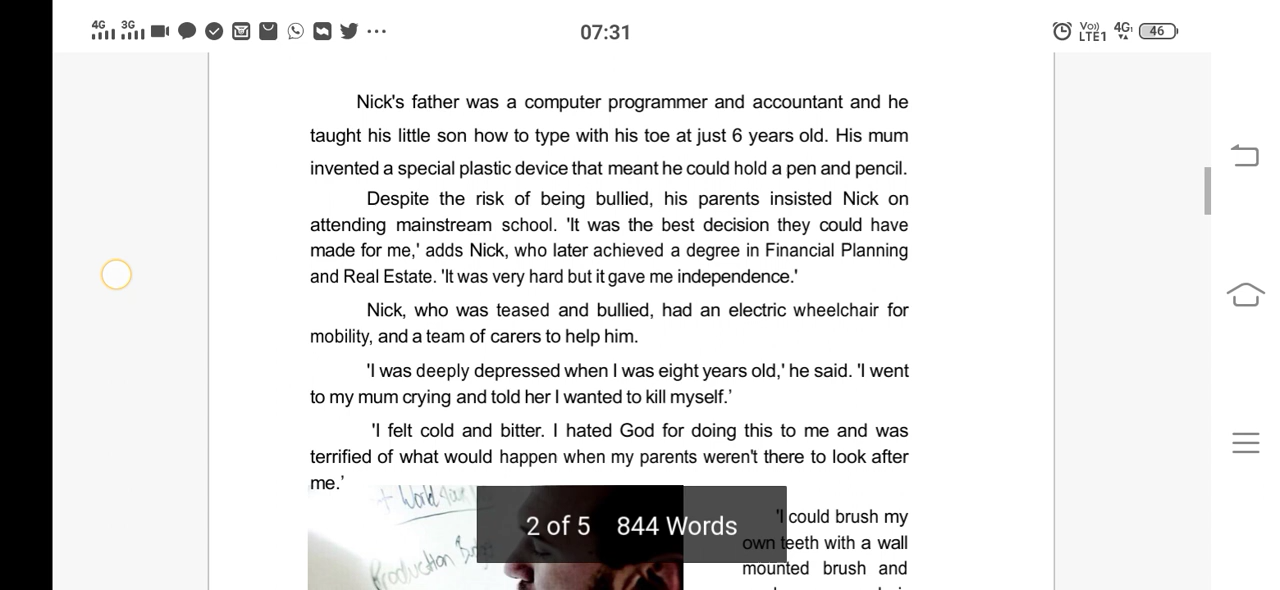 4G 3G 07:31 Vo)) LTE1 4G 46
Nick's father was a computer programmer and accountant and he
taught his little son how to type with his toe at just 6 years old. His mum
invented a special plastic device that meant he could hold a pen and pencil.
Despite the risk of being bullied, his parents insisted Nick on
attending mainstream school. 'It was the best decision they could have
made for me,' adds Nick, who later achieved a degree in Financial Planning
and Real Estate. 'It was very hard but it gave me independence.'
Nick, who was teased and bullied, had an electric wheelchair for
mobility, and a team of carers to help him.
'I was deeply depressed when I was eight years old,' he said. 'I went
to my mum crying and told her I wanted to kill myself.’
'I felt cold and bitter. I hated God for doing this to me and was
terrified of what would happen when my parents weren't there to look after
me.’
+ World Tour
Production
2 of 5 844 Words
'I could brush my
own teeth with a wall
mounted brush and